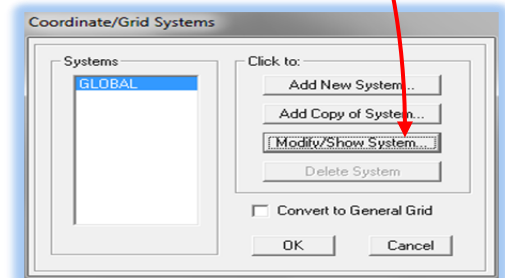 Coordinate/Grid Systems
Systems
GLOBAL
Click to:
Add New System...
Add Copy of System...
Modify/Show System...
Delete System
Convert to General Grid
OK
Cancel